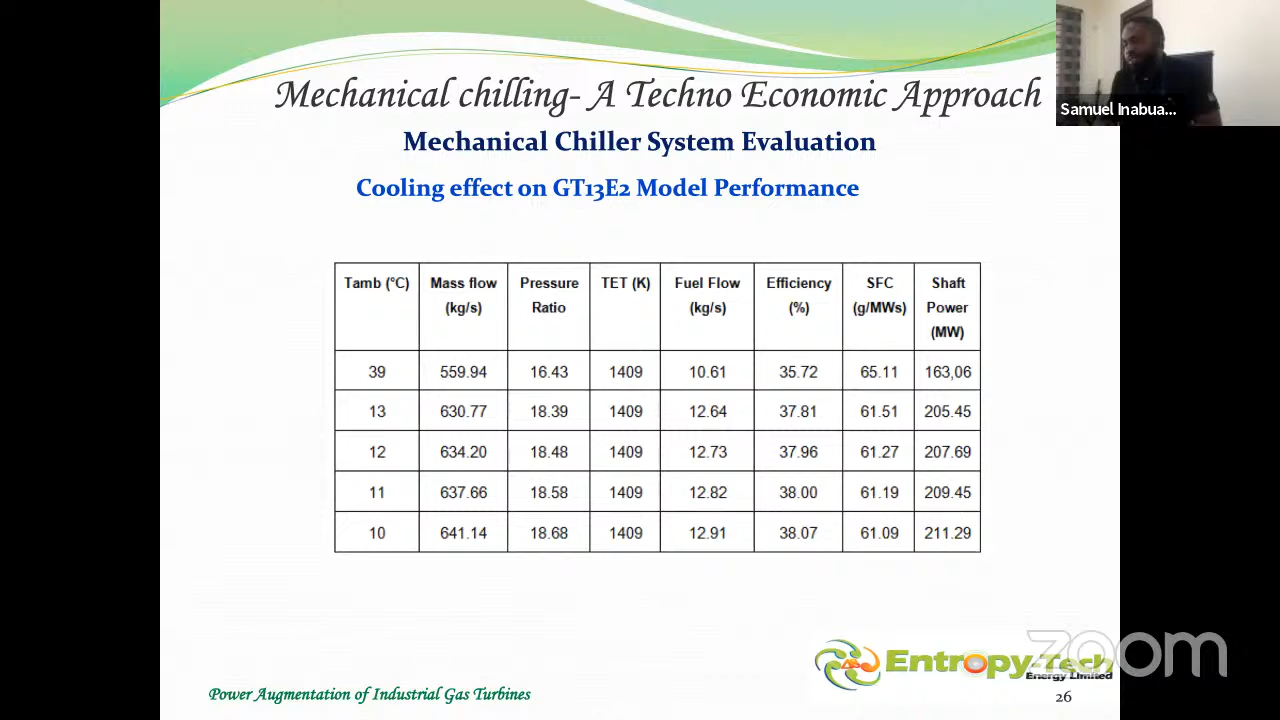 Mechanical chilling- A Techno Economic Approach
Samuel Inabua...
Mechanical Chiller System Evaluation
Cooling effect on GT13E2 Model Performance
Tamb (°C) Mass flow (kg/s) Pressure Ratio TET (K) Fuel Flow (kg/s) Efficiency (%) SFC (g/MWs) Shaft Power (MW)
39 559.94 16.43 1409 10.61 35.72 65.11 163,06
13 630.77 18.39 1409 12.64 37.81 61.51 205.45
12 634.20 18.48 1409 12.73 37.96 61.27 207.69
11 637.66 18.58 1409 12.82 38.00 61.19 209.45
10 641.14 18.68 1409 12.91 38.07 61.09 211.29
zoom
Entropy-Tech
Energy Limited
Power Augmentation of Industrial Gas Turbines
26